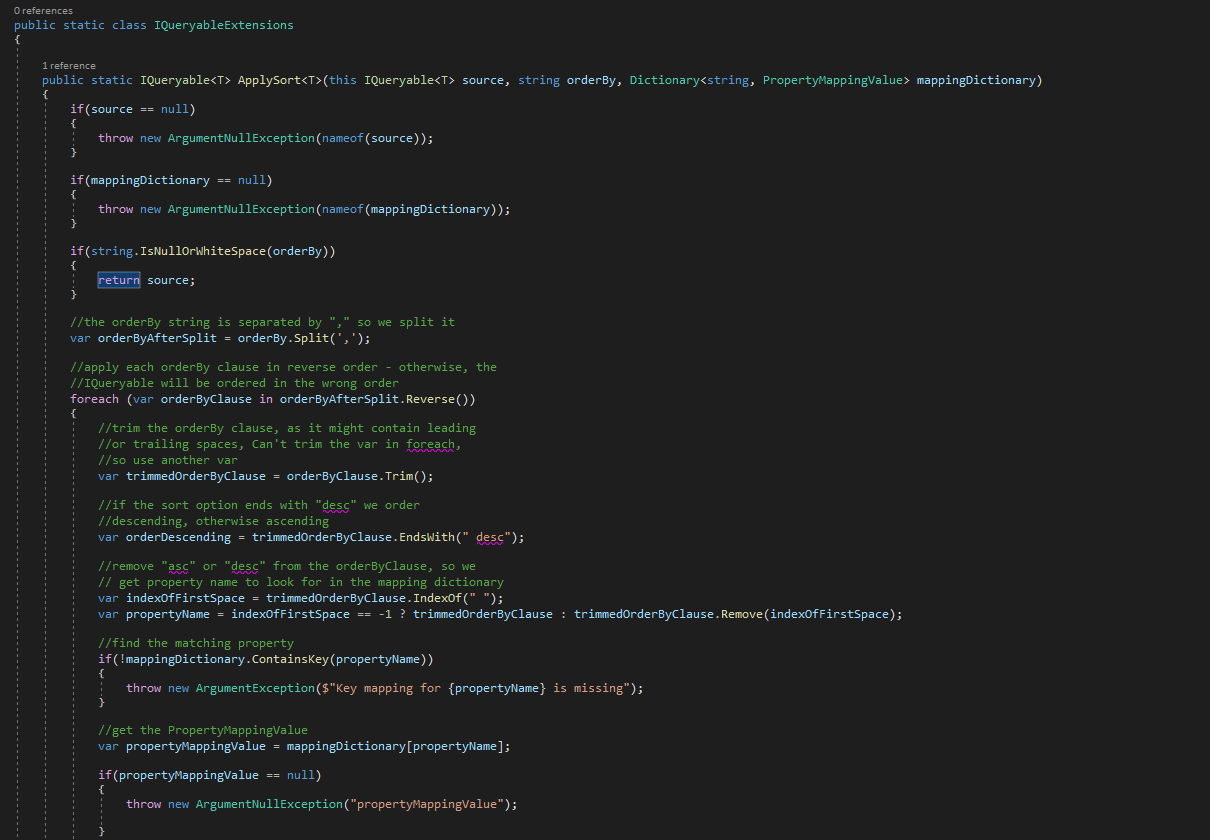 0 references
public static class IQueryableExtensions
{
1 reference
public static IQueryable<T> ApplySort<T>(this IQueryable<T> source, string orderBy, Dictionary<string, PropertyMappingValue> mappingDictionary)
{
if(source == null)
{
throw new ArgumentNullException(nameof(source));
}
if(mappingDictionary == null)
{
throw new ArgumentNullException(nameof(mappingDictionary));
}
if(string.IsNullOrWhiteSpace(orderBy))
{
return source;
}
//the orderBy string is separated by "," so we split it
var orderByAfterSplit = orderBy.Split(',');
//apply each orderBy clause in reverse order - otherwise, the
//IQueryable will be ordered in the wrong order
foreach (var orderByClause in orderByAfterSplit.Reverse())
{
//trim the orderBy clause, as it might contain leading
//or trailing spaces, Can't trim the var in foreach,
//so use another var
var trimmedOrderByClause = orderByClause.Trim();
//if the sort option ends with "desc" we order
//descending, otherwise ascending
var orderDescending = trimmedOrderByClause.EndsWith(" desc");
//remove "asc" or "desc" from the orderByClause, so we
// get property name to look for in the mapping dictionary
var indexOfFirstSpace = trimmedOrderByClause.IndexOf(" ");
var propertyName = indexOfFirstSpace == -1 ? trimmedOrderByClause : trimmedOrderByClause.Remove(indexOfFirstSpace);
//find the matching property
if(!mappingDictionary.ContainsKey(propertyName))
{
throw new ArgumentException($"Key mapping for {propertyName} is missing");
}
//get the PropertyMappingValue
var propertyMappingValue = mappingDictionary[propertyName];
if(propertyMappingValue == null)
{
throw new ArgumentNullException("propertyMappingValue");
}